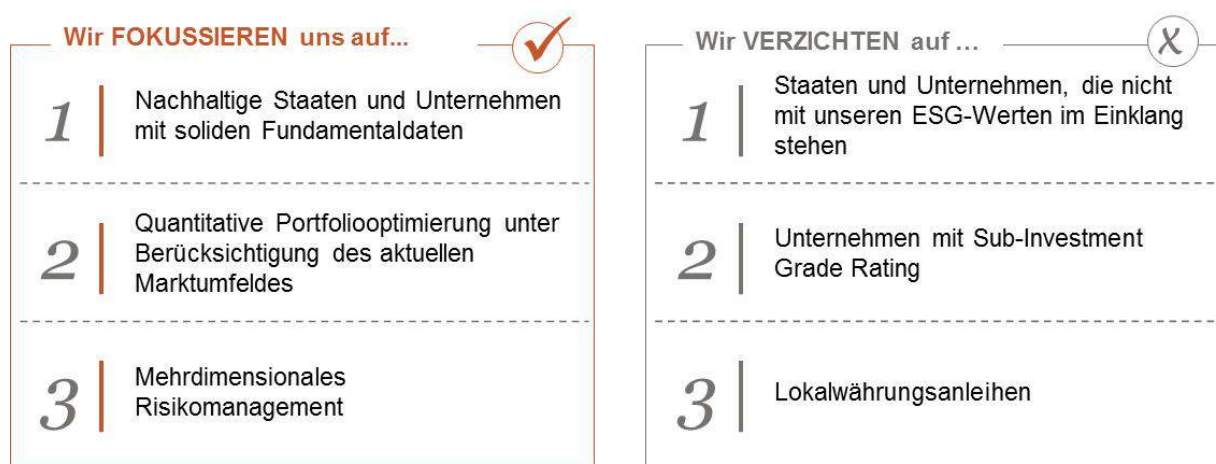 Wir FOKUSSIEREN uns auf...
1
Nachhaltige Staaten und Unternehmen
mit soliden Fundamentaldaten
2
Quantitative Portfoliooptimierung unter
Berücksichtigung des aktuellen
Marktumfeldes
3
Mehrdimensionales
Risikomanagement
Wir VERZICHTEN auf ...
X
1
Staaten und Unternehmen, die nicht
mit unseren ESG-Werten im Einklang
stehen
2
Unternehmen mit Sub-Investment
Grade Rating
3
Lokalwährungsanleihen